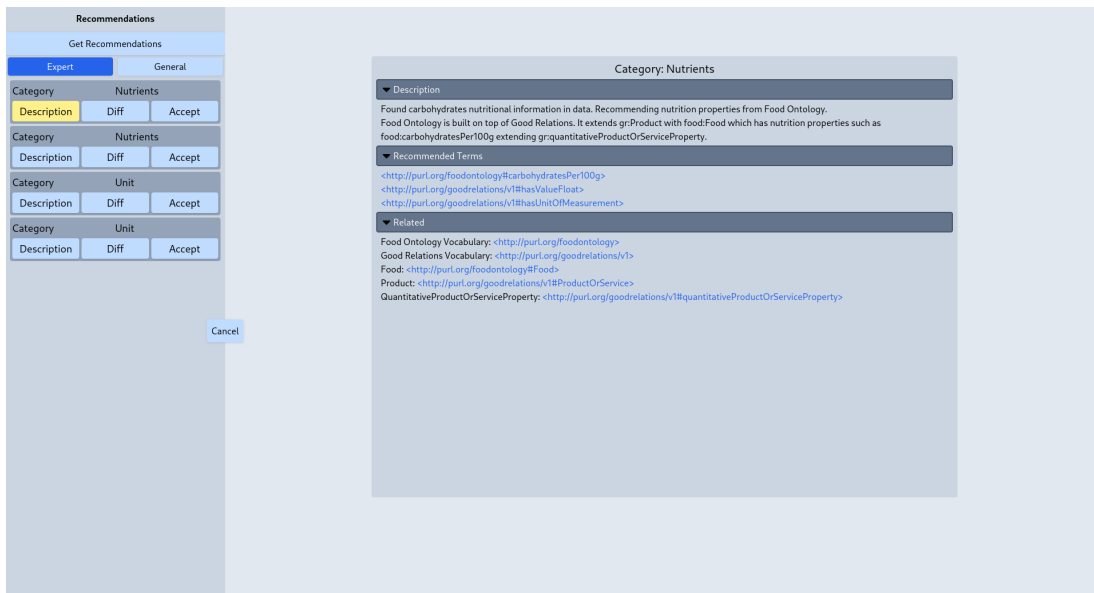 Recommendations
Get Recommendations
Expert General
Category Nutrients
Description Diff Accept
Category Nutrients
Description Diff Accept
Category Unit
Description Diff Accept
Category Unit
Description Diff Accept
Cancel
Category: Nutrients
Description
Found carbohydrates nutritional information in data. Recommending nutrition properties from Food Ontology.
Food Ontology is built on top of Good Relations. It extends gr:Product with food:Food which has nutrition properties such as
food:carbohydratesPer100g extending gr:quantitativeProductOrServiceProperty.
Recommended Terms
<http://purl.org/foodontology#carbohydratesPer100g>
<http://purl.org/goodrelations/v1#hasValueFloat>
<http://purl.org/goodrelations/v1#hasUnitOfMeasurement>
Related
Food Ontology Vocabulary: <http://purl.org/foodontology>
Good Relations Vocabulary: <http://purl.org/goodrelations/v1>
Food: <http://purl.org/foodontology#Food>
Product: <http://purl.org/goodrelations/v1#ProductOrService>
QuantitativeProductOrServiceProperty: <http://purl.org/goodrelations/v1#quantitativeProductOrServiceProperty>